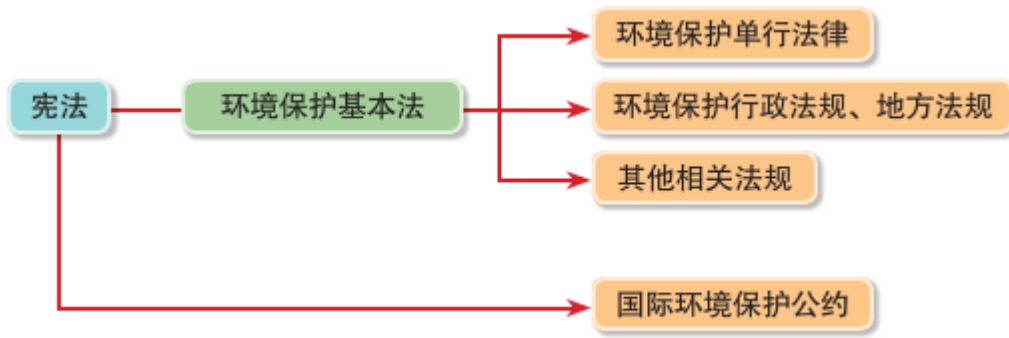 环境保护单行法律
宪法
环境保护基本法
环境保护行政法规、地方法规
其他相关法规
国际环境保护公约